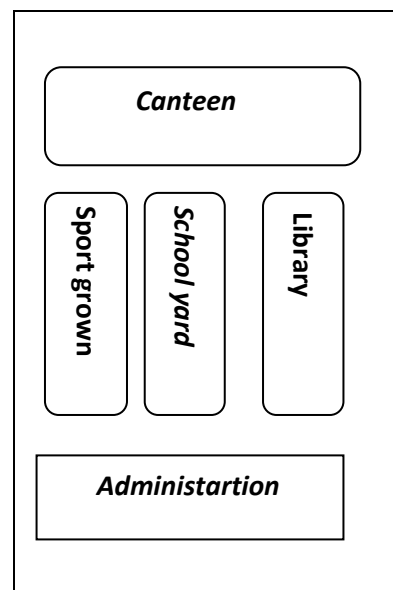 Canteen
Sport grown
School yard
Library
Administartion